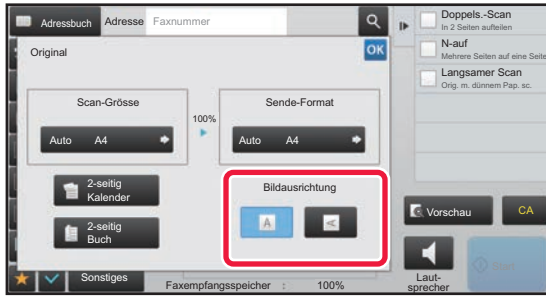 Adressbuch Adresse Faxnummer
Original OK
Scan-Grösse
100%
Sende-Format
Auto A4
Auto A4
2-seitig
Kalender
2-seitig
Buch
Bildausrichtung
A
A
Sonstiges
Faxempfangsspeicher : 100%
Doppels.-Scan
In 2 Seiten aufteilen
N-auf
Mehrere Seiten auf eine Seite
Langsamer Scan
Orig. m. dünnem Pap. sc.
Vorschau
CA
Laut-
sprecher
Start